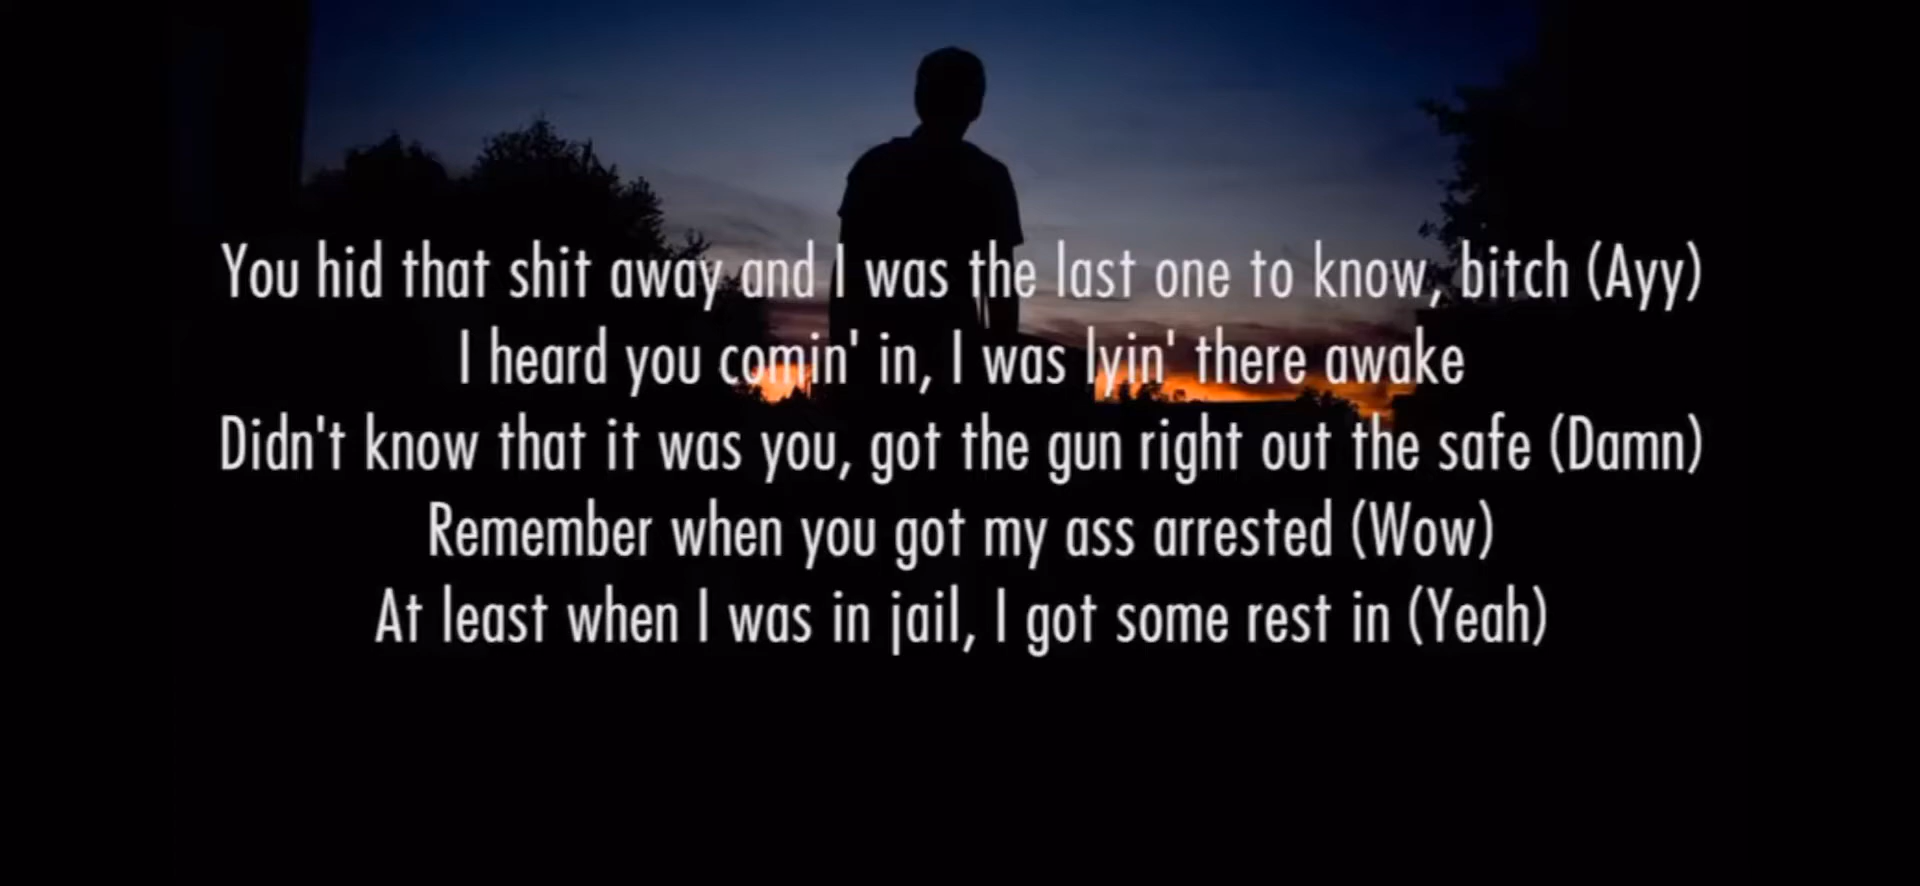 You hid that shit away and I was the last one to know, bitch (Ayy)
I heard you comin' in, I was lyin' there awake
Didn't know that it was you, got the gun right out the safe (Damn)
Remember when you got my ass arrested (Wow)
At least when I was in jail, I got some rest in (Yeah)